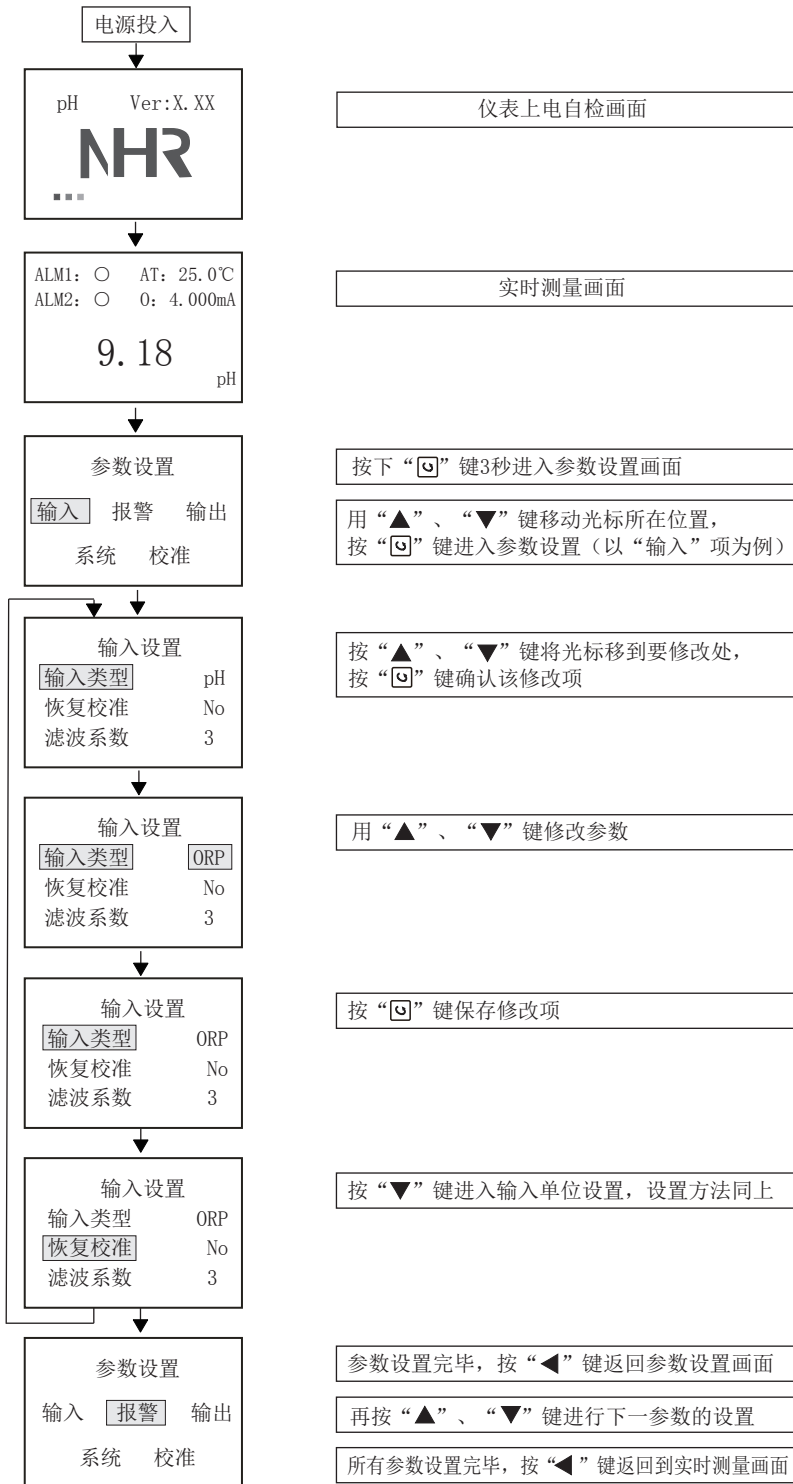 电源投入
pH Ver:X.XX
NHR
仪表上电自检画面
ALM1: ○ AT: 25.0℃
ALM2: ○ O: 4.000mA
9.18
pH
实时测量画面
参数设置
输入 报警 输出
系统 校准
按下“”键3秒进入参数设置画面
用“▲”、“▼”键移动光标所在位置，
按“”键进入参数设置（以“输入”项为例）
输入设置
输入类型 pH
恢复校准 No
滤波系数 3
按“▲”、“▼”键将光标移到要修改处，
按“”键确认该修改项
输入设置
输入类型 ORP
恢复校准 No
滤波系数 3
用“▲”、“▼”键修改参数
输入设置
输入类型 ORP
恢复校准 No
滤波系数 3
按“”键保存修改项
输入设置
输入类型 ORP
恢复校准 No
滤波系数 3
按“▼”键进入输入单位设置，设置方法同上
参数设置
输入 报警 输出
系统 校准
参数设置完毕，按“◀”键返回参数设置画面
再按“▲”、“▼”键进行下一参数的设置
所有参数设置完毕，按“◀”键返回到实时测量画面